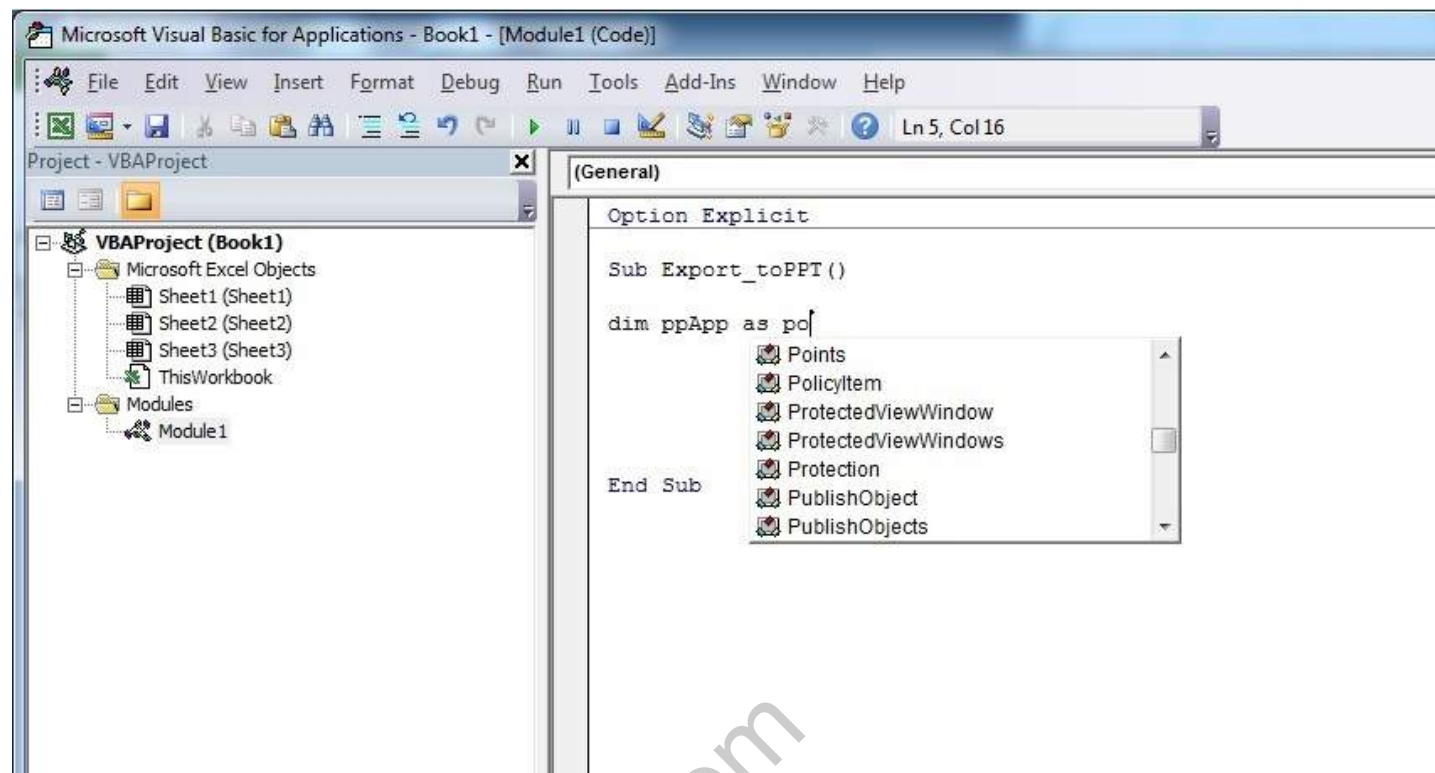 Microsoft Visual Basic for Applications - Book1 - [Module1 (Code)]
File Edit View Insert Format Debug Run Tools Add-Ins Window Help
Ln 5, Col 16
Project - VBAProject
(General)
VBAProject (Book1)
Microsoft Excel Objects
Sheet1 (Sheet1)
Sheet2 (Sheet2)
Sheet3 (Sheet3)
ThisWorkbook
Modules
Module1
Option Explicit
Sub Export_toPPT()
dim ppApp as po
Points
PolicyItem
ProtectedViewWindow
ProtectedViewWindows
Protection
PublishObject
PublishObjects
End Sub
om